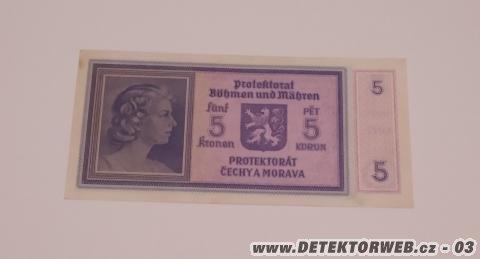 Protektorat
Böhmen und Mähren
fünf PĚT
5 5
kronen KORUN
PROTEKTORÁT
ČECHY A MORAVA
5
5
www.DETEKTORWEB.cz - 03